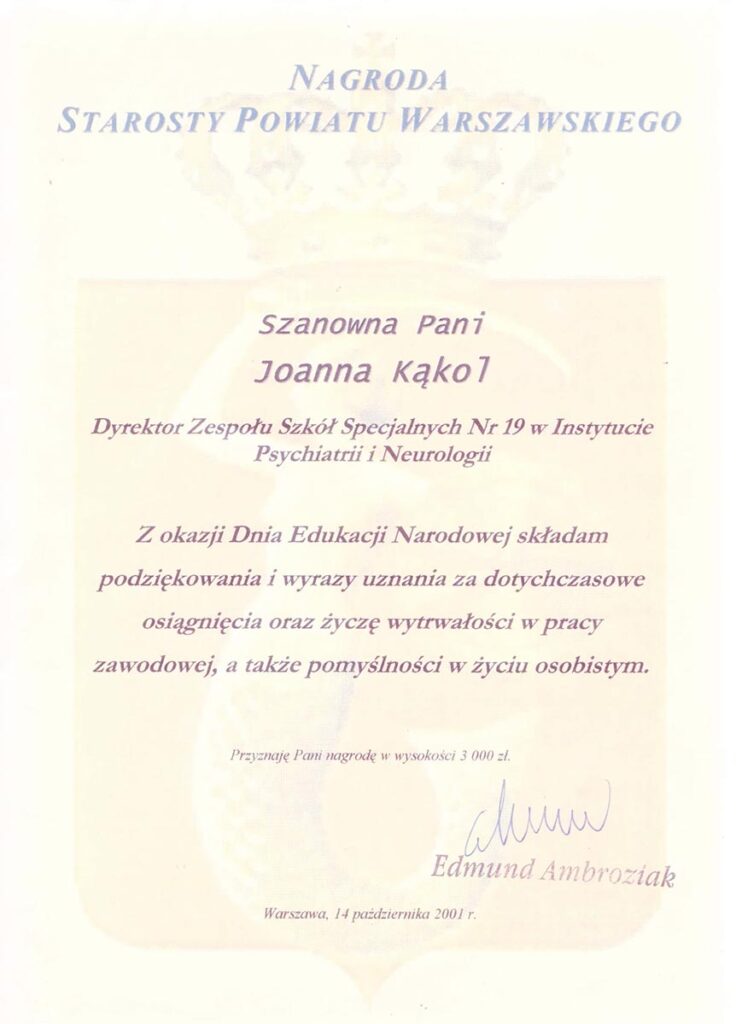 NAGRODA
STAROSTY POWIATU WARSZAWSKIEGO
Szanowna Pani
Joanna Kąkol
Dyrektor Zespołu Szkół Specjalnych Nr 19 w Instytucie
Psychiatrii i Neurologii
Z okazji Dnia Edukacji Narodowej składam
podziękowania i wyrazy uznania za dotychczasowe
osiągnięcia oraz życzę wytrwałości w pracy
zawodowej, a także pomyślności w życiu osobistym.
Przyznaję Pani nagrodę w wysokości 3 000 zł.
Edmund Ambroziak
Warszawa, 14 października 2001 r.